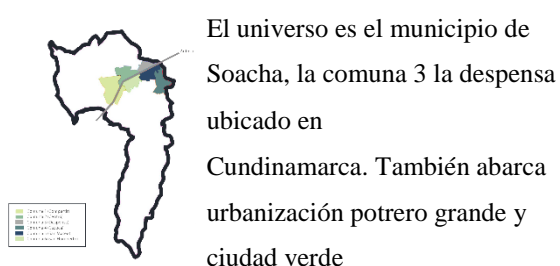 El universo es el municipio de
Soacha, la comuna 3 la despensa
ubicado en
Cundinamarca. También abarca
urbanización potrero grande y
ciudad verde